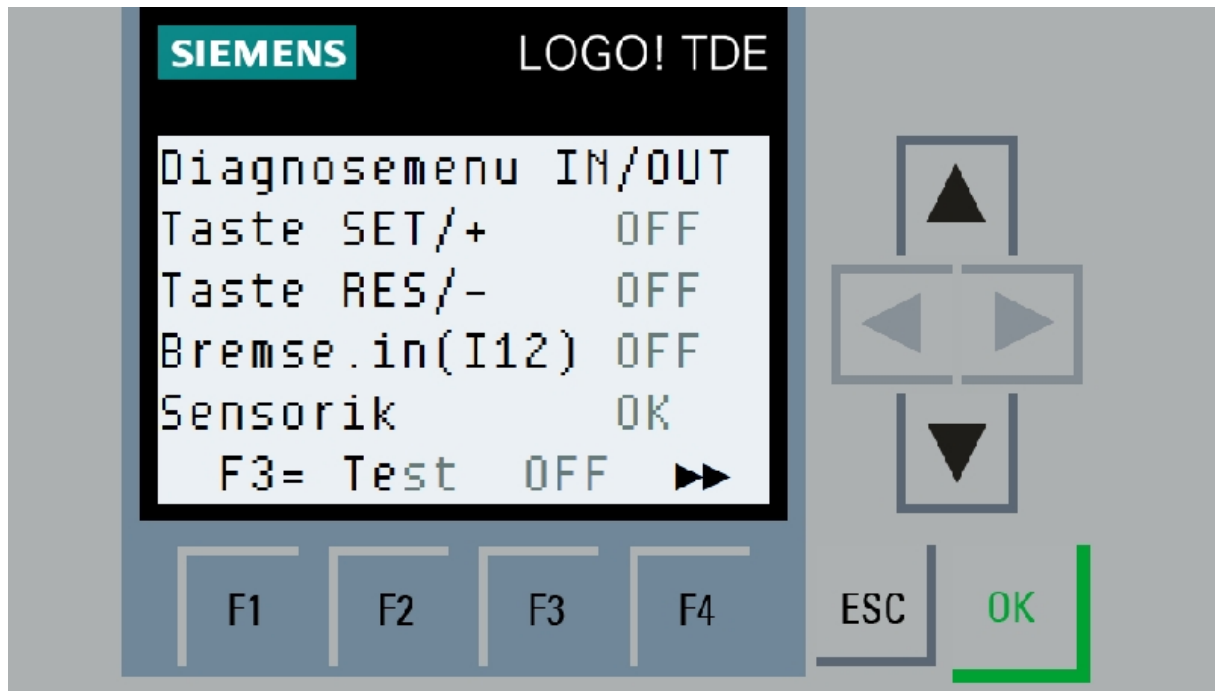 SIEMENS LOGO! TDE
Diagnosemenu IN/OUT
Taste SET/+ OFF
Taste RES/- OFF
Bremse.in(I12) OFF
Sensorik OK
F3= Test OFF ►►
F1 F2 F3 F4 ESC OK